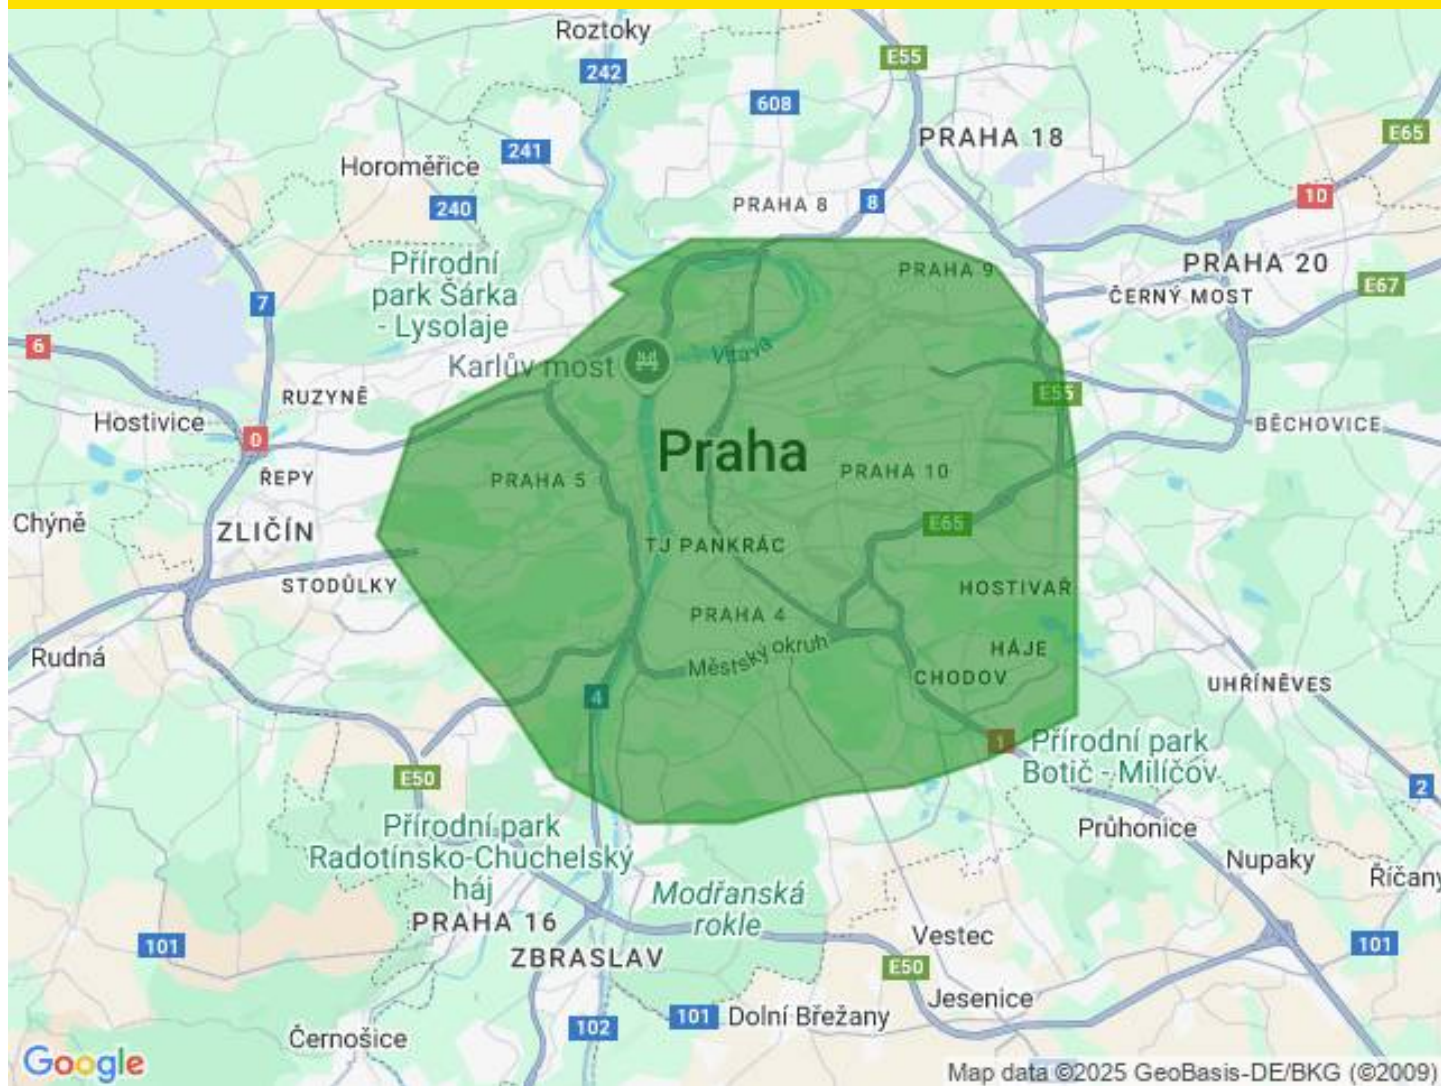 Roztoky
242
E55
608
PRAHA 18
E65
241
Horoměřice
10
240
PRAHA 8
8
Přírodní
park Šárka
- Lysolaje
PRAHA 9
PRAHA 20
7
ČERNÝ MOST
E67
6
Vltava
Karlův most
RUZYNĚ
E55
Hostivice
0
BĚCHOVICE
Praha
ŘEPY
PRAHA 5
PRAHA 10
Chýně
ZLIČÍN
E65
TJ PANKRÁC
STODŮLKY
HOSTIVAŘ
PRAHA 4
Rudná
Městský okruh
HÁJE
CHODOV
4
UHŘÍNĚVES
1
Přírodní park
Botič - Milíčov
E50
2
Přírodní park
Radotínsko-Chuchelský
háj
Průhonice
Nupaky
Říčany
Modřanská
rokle
PRAHA 16
101
ZBRASLAV
Vestec
101
E50
Jesenice
101
Dolní Břežany
102
Černošice
Google
Map data ©2025 GeoBasis-DE/BKG (©2009)